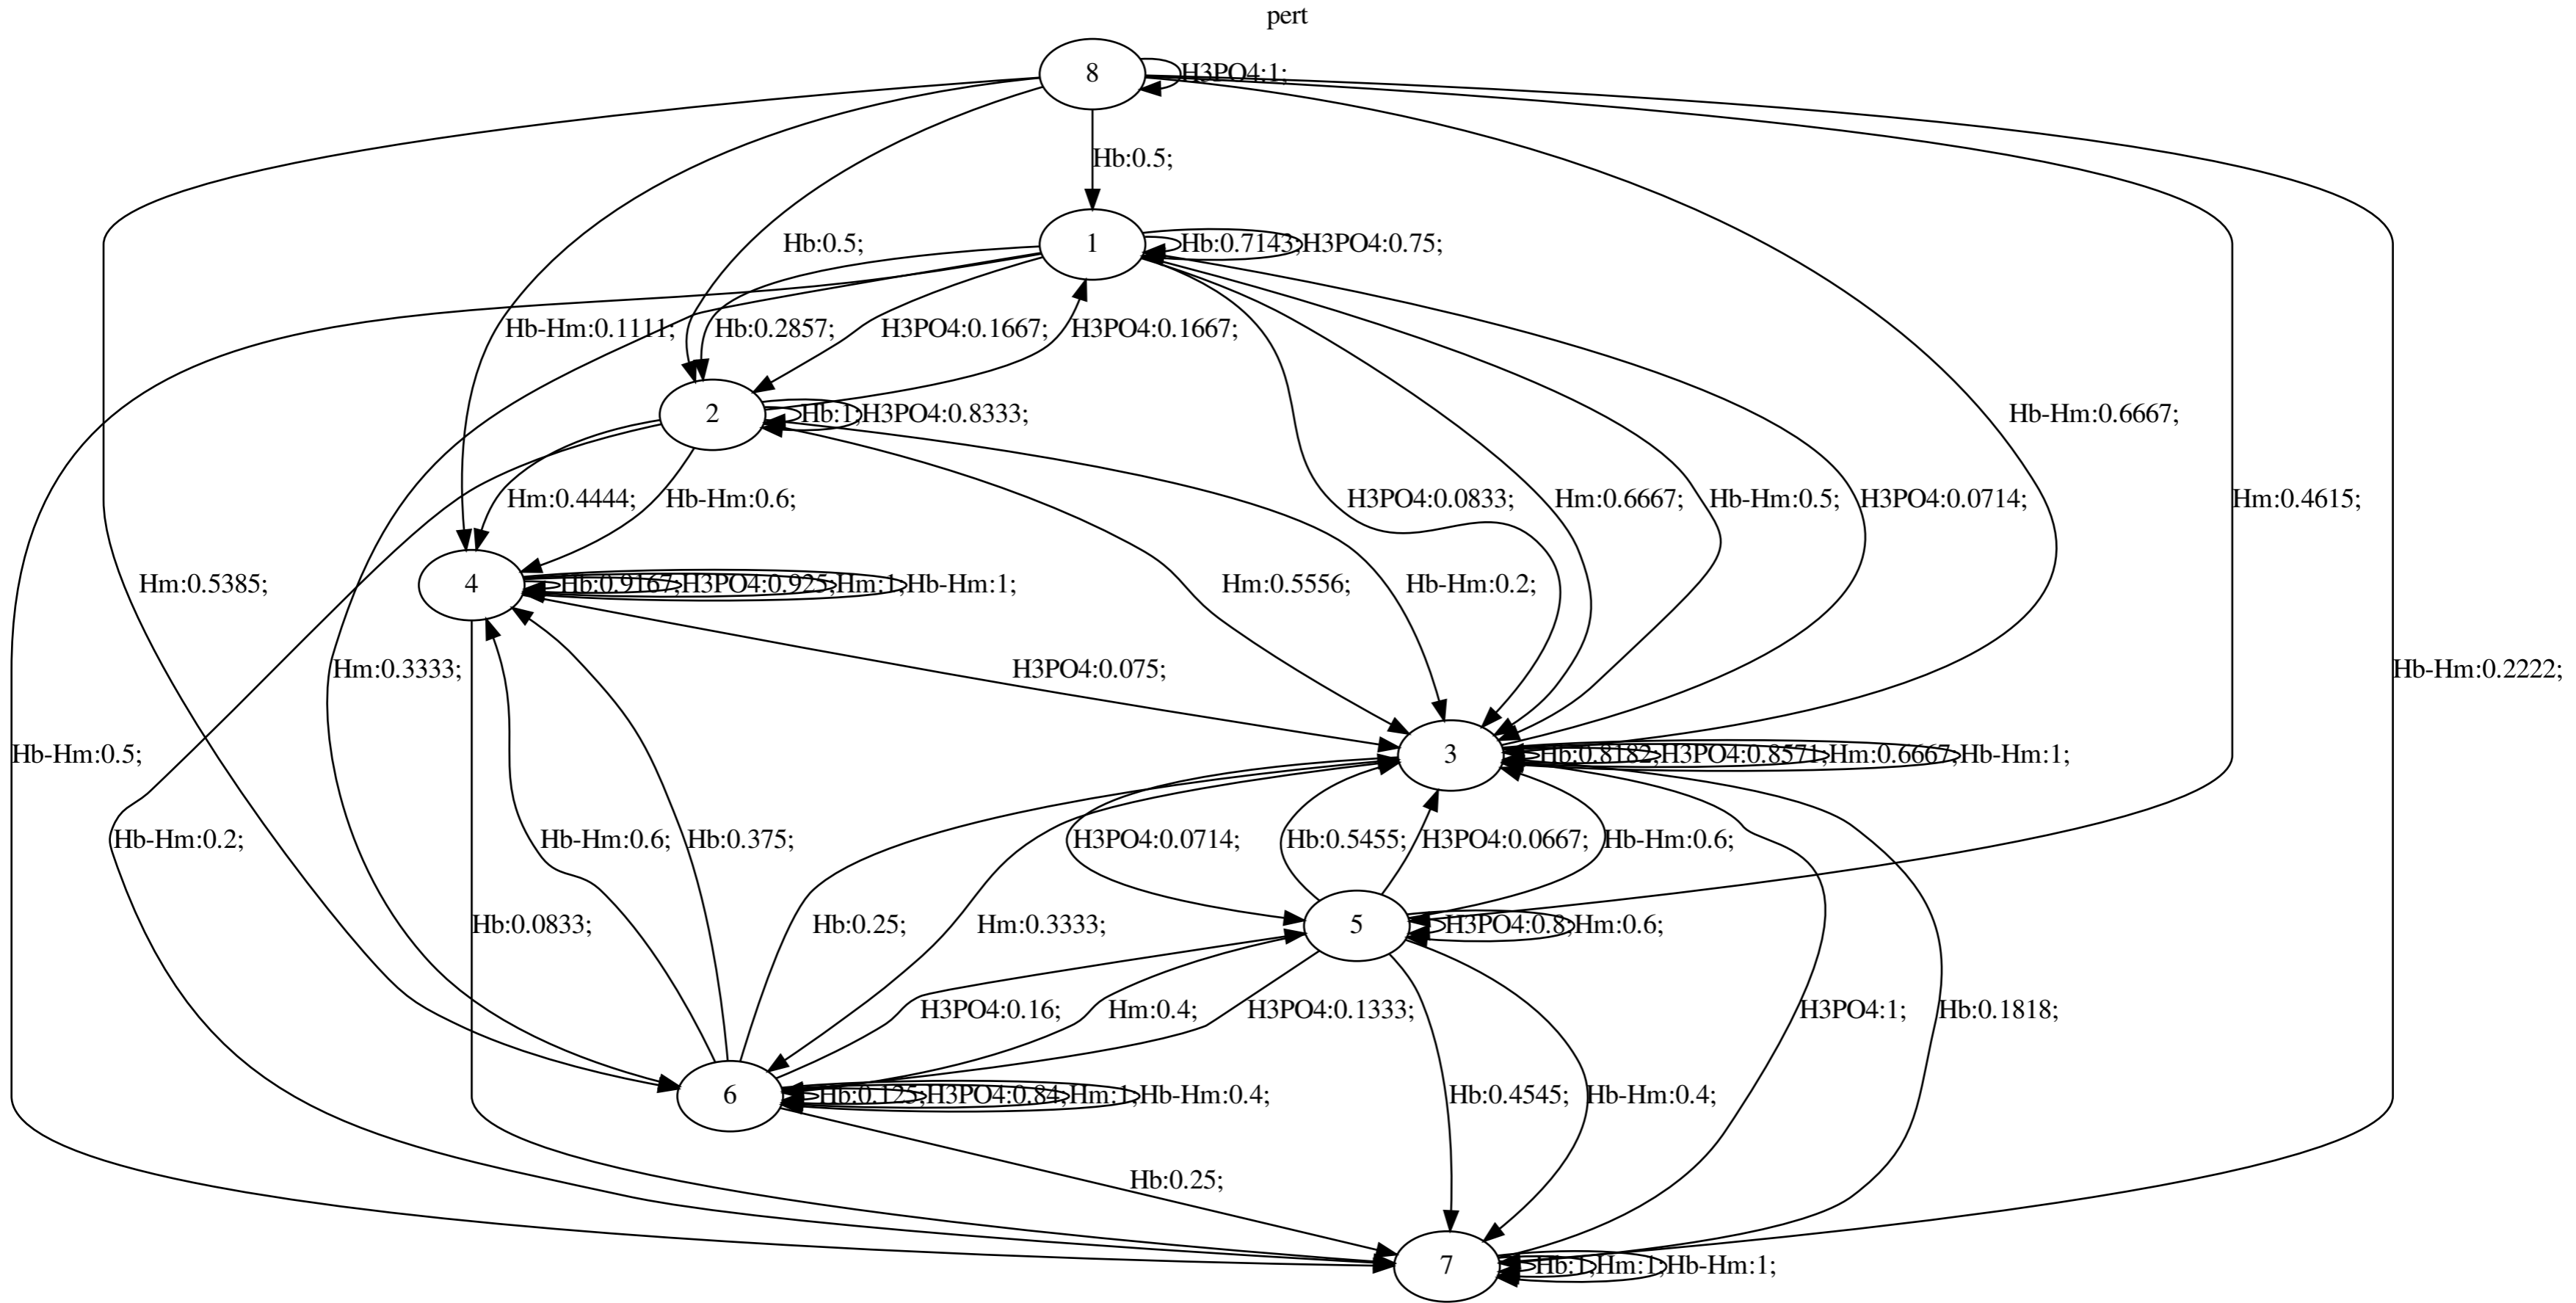 pert
8
H3PO4:1;
Hb:0.5;
1
Hb:0.5;
Hb:0.7143;
H3PO4:0.75;
Hb-Hm:0.1111;
Hb:0.2857;
H3PO4:0.1667;
H3PO4:0.1667;
2
Hb:1;
H3PO4:0.8333;
Hb-Hm:0.6667;
Hm:0.4444;
Hb-Hm:0.6;
H3PO4:0.0833;
Hm:0.6667;
Hb-Hm:0.5;
H3PO4:0.0714;
Hm:0.4615;
Hm:0.5385;
4
Hb:0.9167;
H3PO4:0.925;
Hm:1;
Hb-Hm:1;
Hm:0.5556;
Hb-Hm:0.2;
Hm:0.3333;
H3PO4:0.075;
Hb-Hm:0.2222;
Hb-Hm:0.5;
3
Hb:0.8182;
H3PO4:0.8571;
Hm:0.6667;
Hb-Hm:1;
Hb-Hm:0.2;
Hb-Hm:0.6;
Hb:0.375;
H3PO4:0.0714;
Hb:0.5455;
H3PO4:0.0667;
Hb-Hm:0.6;
Hb:0.0833;
Hb:0.25;
Hm:0.3333;
5
H3PO4:0.8;
Hm:0.6;
H3PO4:0.16;
Hm:0.4;
H3PO4:0.1333;
H3PO4:1;
Hb:0.1818;
6
Hb:0.125;
H3PO4:0.84;
Hm:1;
Hb-Hm:0.4;
Hb:0.4545;
Hb-Hm:0.4;
Hb:0.25;
7
Hb:1;
Hm:1;
Hb-Hm:1;